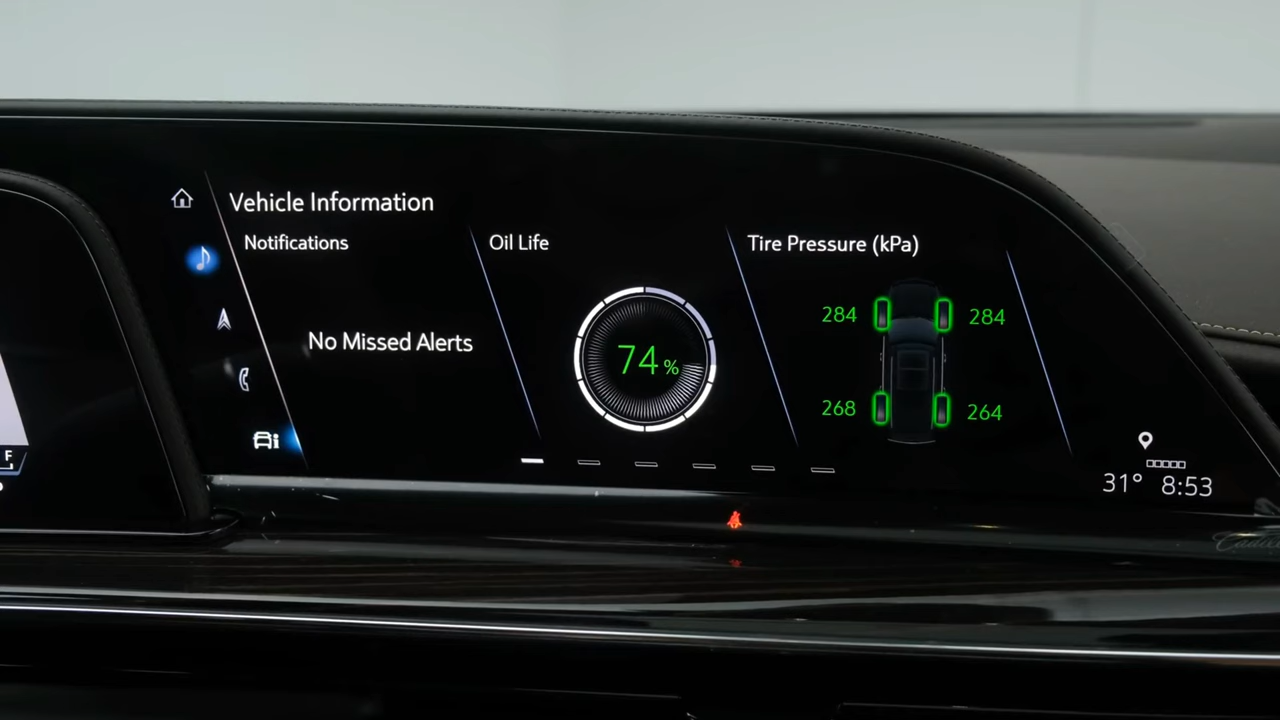 Vehicle Information
Notifications
No Missed Alerts
Oil Life
74%
Tire Pressure (kPa)
284 284
268 264
31° 8:53
F